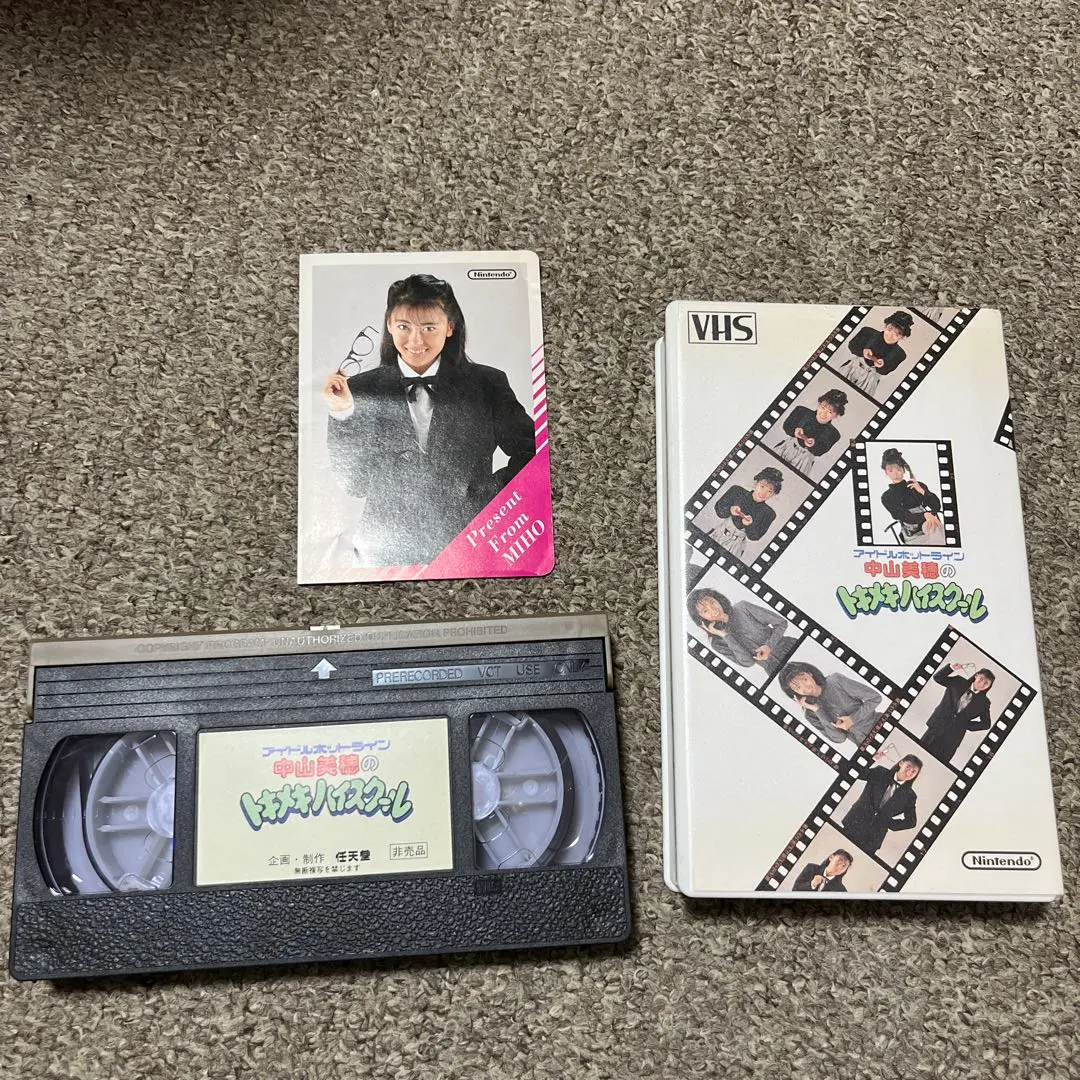 Nintendo®
Present
From
MIHO
VHS
アイドルホットライン
中山美穂の
トキメキハイスクール
Nintendo®
COPYRIGHT PROGRAM-UNAUTHORIZED DUPLICATION PROHIBITED
PRERECORDED VCT USE ONLY
アイドルホットライン
中山美穂の
トキメキハイスクール
企画・制作 任天堂 非売品
無断複写を禁じます
VHS